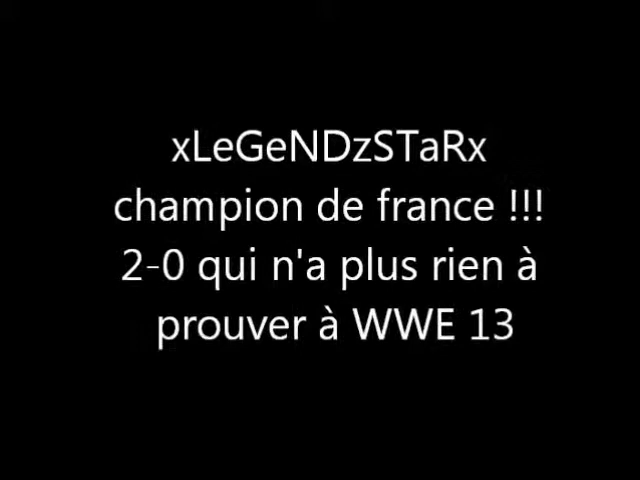 xLeGeNDzSTaRx
champion de france !!!
2-0 qui n'a plus rien à
prouver à WWE 13